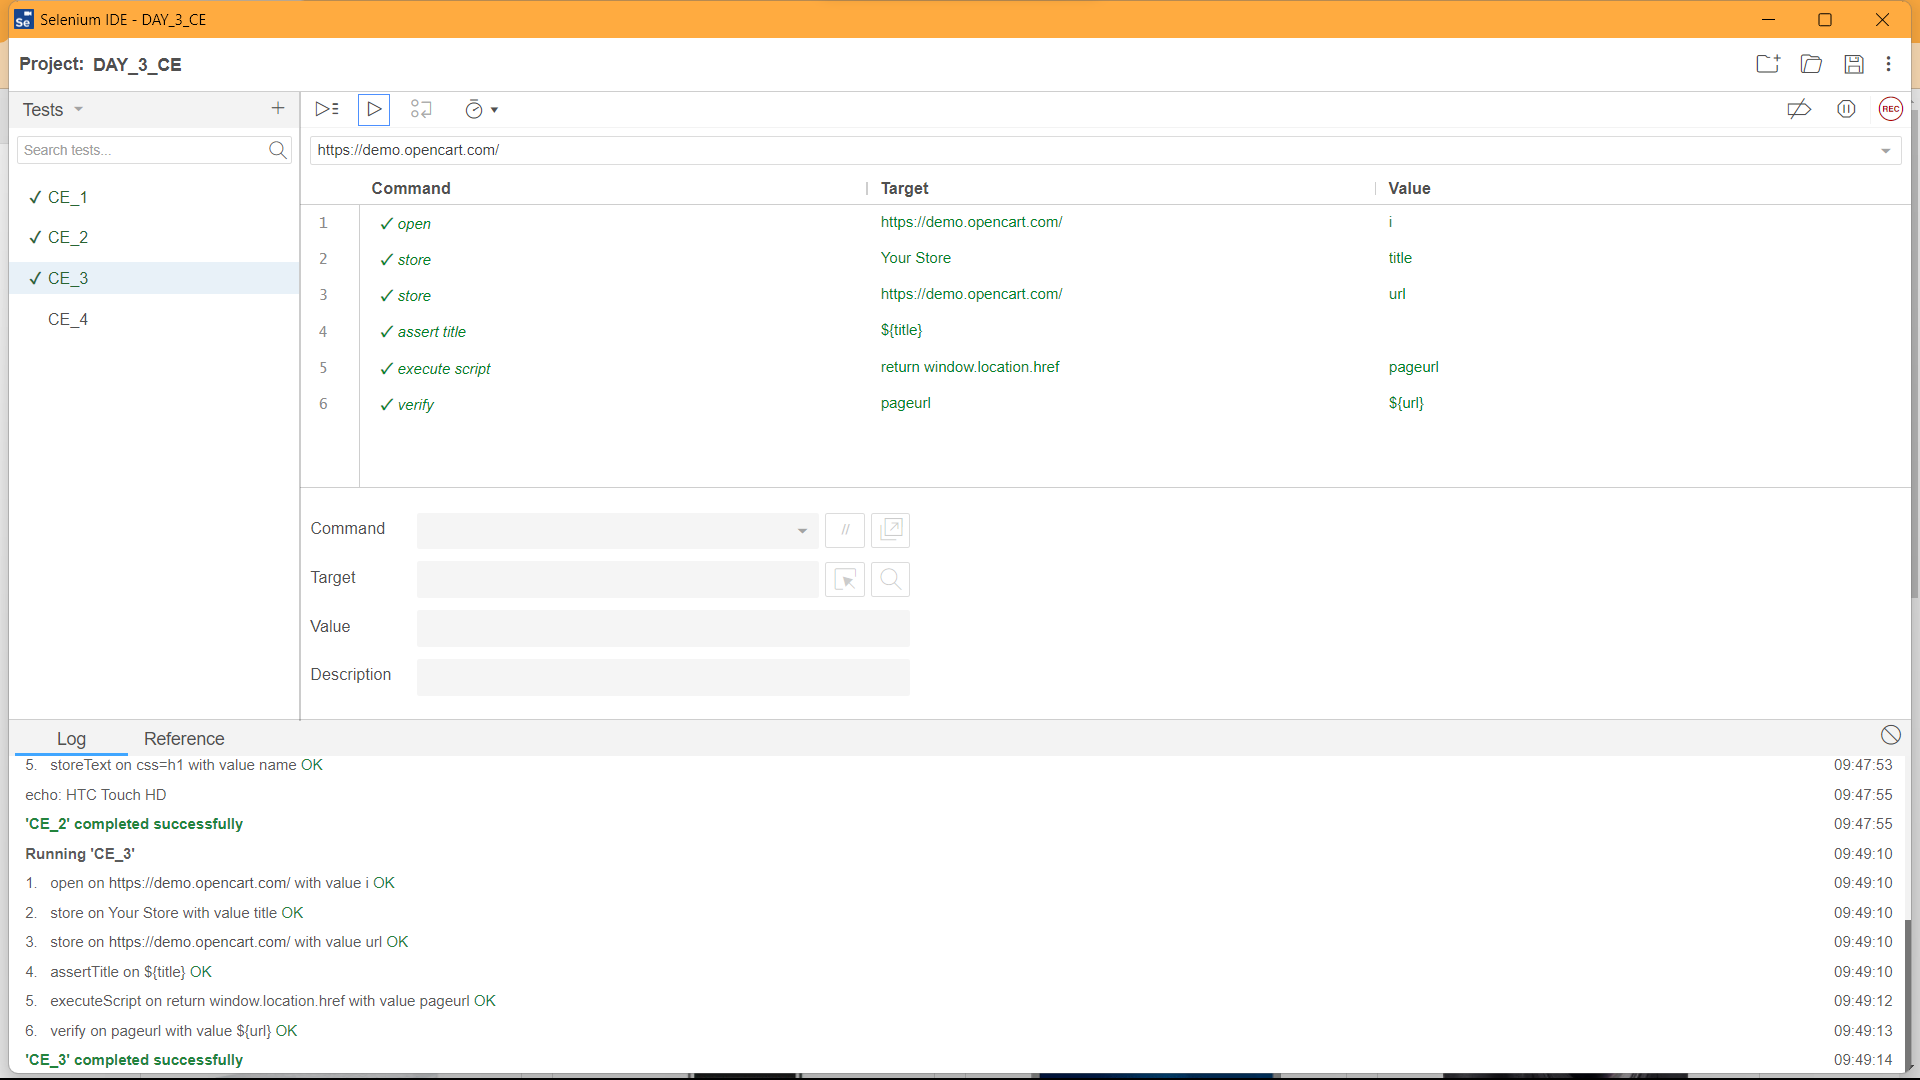 Selenium IDE - DAY_3_CE
Project: DAY_3_CE
Tests
Search tests...
✓ CE_1
✓ CE_2
✓ CE_3
CE_4
REC
https://demo.opencart.com/
Command Target Value
1 ✓ open https://demo.opencart.com/ i
2 ✓ store Your Store title
3 ✓ store https://demo.opencart.com/ url
4 ✓ assert title ${title}
5 ✓ execute script return window.location.href pageurl
6 ✓ verify pageurl ${url}
Command //
Target
Value
Description
Log Reference
5. storeText on css=h1 with value name OK 09:47:53
echo: HTC Touch HD 09:47:55
'CE_2' completed successfully 09:47:55
Running 'CE_3' 09:49:10
1. open on https://demo.opencart.com/ with value i OK 09:49:10
2. store on Your Store with value title OK 09:49:10
3. store on https://demo.opencart.com/ with value url OK 09:49:10
4. assertTitle on ${title} OK 09:49:10
5. executeScript on return window.location.href with value pageurl OK 09:49:12
6. verify on pageurl with value ${url} OK 09:49:13
'CE_3' completed successfully 09:49:14